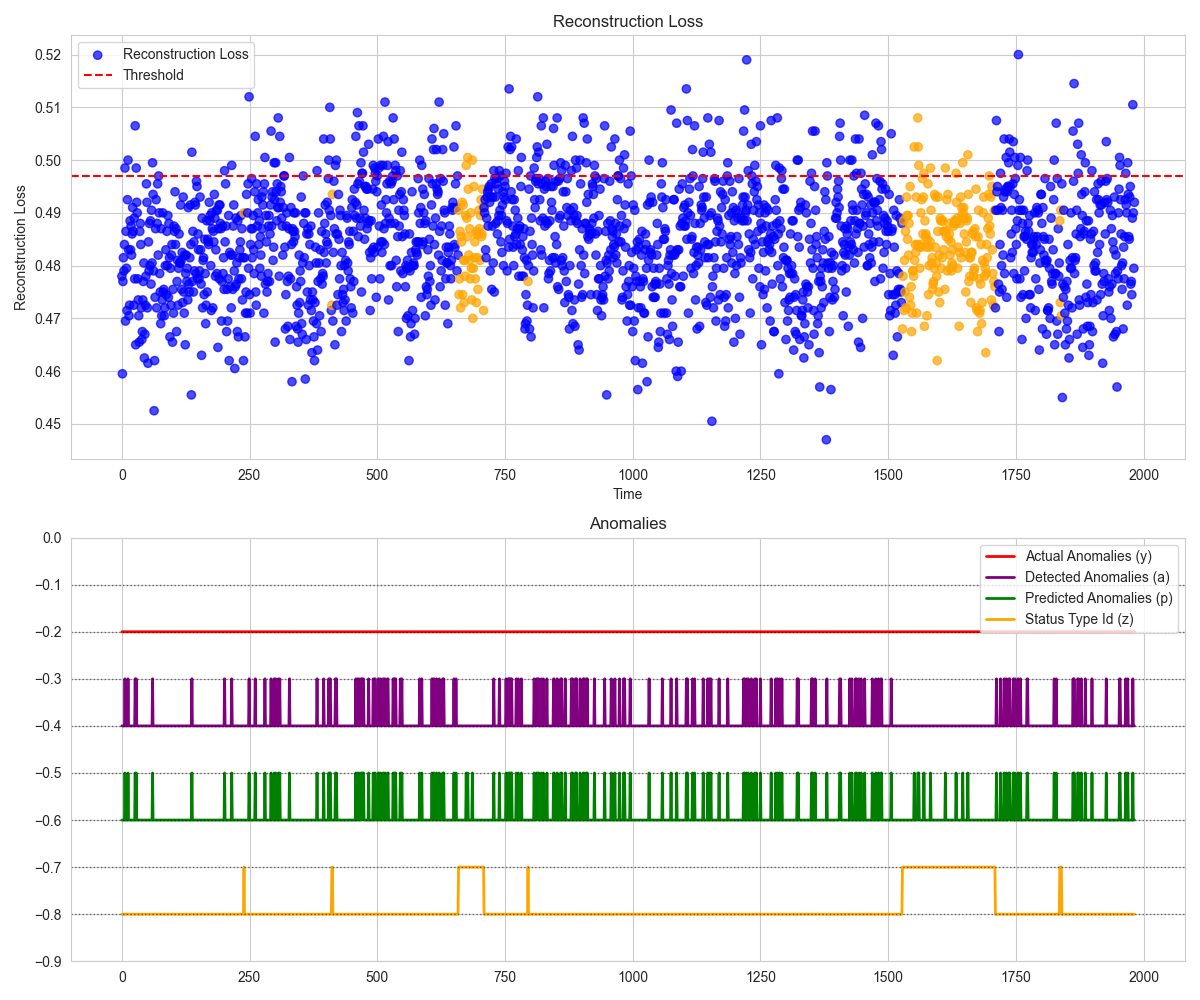 Reconstruction Loss
Reconstruction Loss
Threshold
0.52
0.51
0.50
0.49
0.48
0.47
0.46
0.45
Reconstruction Loss
0 250 500 750 1000 1250 1500 1750 2000
Time
Anomalies
Actual Anomalies (y)
Detected Anomalies (a)
Predicted Anomalies (p)
Status Type Id (z)
0.0
−0.1
−0.2
−0.3
−0.4
−0.5
−0.6
−0.7
−0.8
−0.9
0 250 500 750 1000 1250 1500 1750 2000